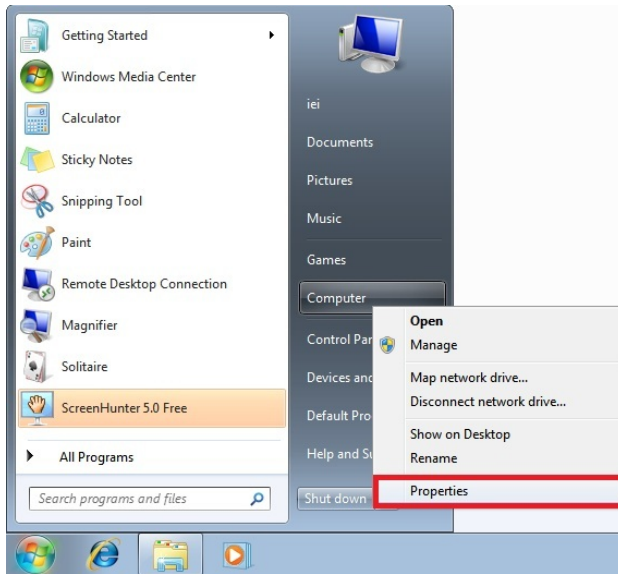 Getting Started
Windows Media Center
Calculator
Sticky Notes
Snipping Tool
Paint
Remote Desktop Connection
Magnifier
Solitaire
ScreenHunter 5.0 Free
All Programs
Search programs and files
iei
Documents
Pictures
Music
Games
Computer
Control Par
Devices and
Default Pro
Help and Su
Shut down
Open
Manage
Map network drive...
Disconnect network drive...
Show on Desktop
Rename
Properties